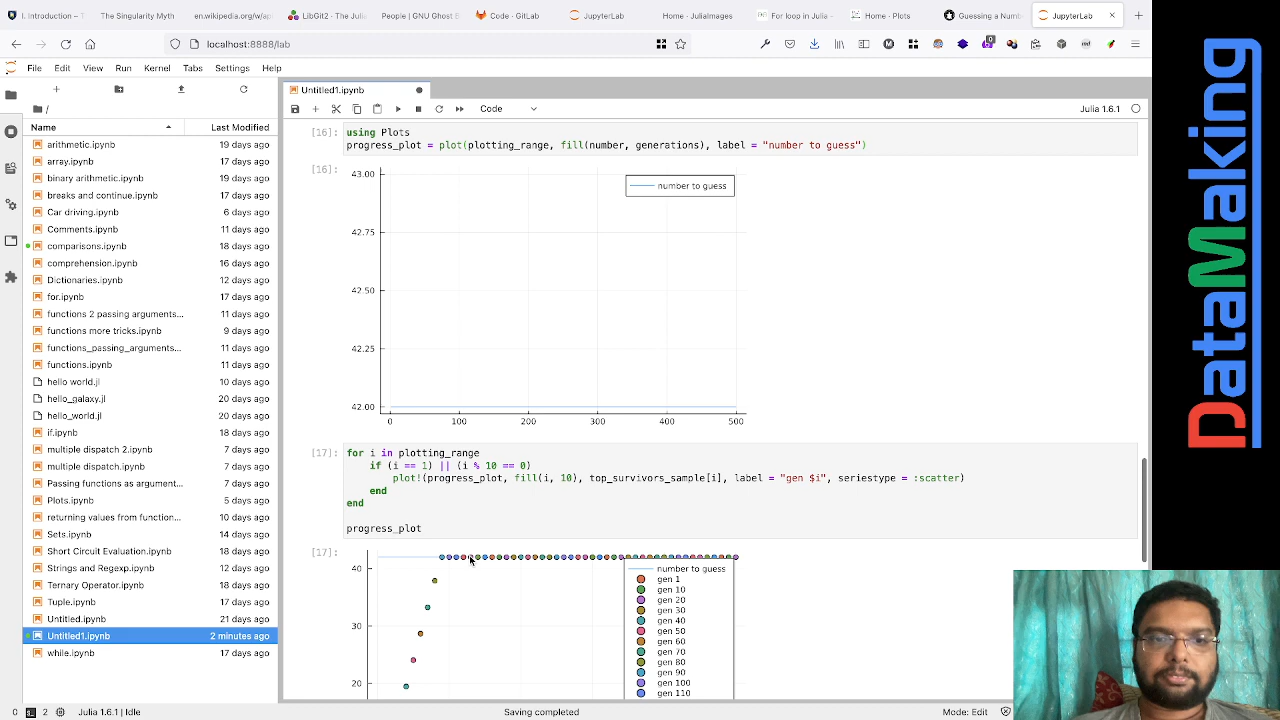 I. Introduction –
The Singularity Myth
en.wikipedia.org/w/ap
LibGit2 · The Julia
People | GNU Ghost E
Code · GitLab
JupyterLab
Home · JuliaImages
For loop in Julia –
Home · Plots
Guessing a Numb
JupyterLab
localhost:8888/lab
File Edit View Run Kernel Tabs Settings Help
/
Name
Last Modified
arithmetic.ipynb 19 days ago
array.ipynb 17 days ago
binary arithmetic.ipynb 19 days ago
breaks and continue.ipynb 17 days ago
Car driving.ipynb 6 days ago
Comments.ipynb 11 days ago
comparisons.ipynb 18 days ago
comprehension.ipynb 16 days ago
Dictionaries.ipynb 12 days ago
for.ipynb 17 days ago
functions 2 passing arguments... 11 days ago
functions more tricks.ipynb 9 days ago
functions_passing_arguments... 11 days ago
functions.ipynb 11 days ago
hello world.jl 10 days ago
hello_galaxy.jl 20 days ago
hello_world.jl 20 days ago
if.ipynb 18 days ago
multiple dispatch 2.ipynb 7 days ago
multiple dispatch.ipynb 7 days ago
Passing functions as argument... 7 days ago
Plots.ipynb 5 days ago
returning values from function... 10 days ago
Sets.ipynb 14 days ago
Short Circuit Evaluation.ipynb 18 days ago
Strings and Regexp.ipynb 12 days ago
Ternary Operator.ipynb 18 days ago
Tuple.ipynb 12 days ago
Untitled.ipynb 21 days ago
Untitled1.ipynb 2 minutes ago
while.ipynb 17 days ago
Untitled1.ipynb
Code
Julia 1.6.1
[16]:
using Plots
progress_plot = plot(plotting_range, fill(number, generations), label = "number to guess")
[16]:
43.00
42.75
42.50
42.25
42.00
0 100 200 300 400 500
number to guess
[17]:
for i in plotting_range
if (i == 1) || (i % 10 == 0)
plot!(progress_plot, fill(i, 10), top_survivors_sample[i], label = "gen $i", seriestype = :scatter)
end
end
progress_plot
[17]:
40
30
20
number to guess
gen 1
gen 10
gen 20
gen 30
gen 40
gen 50
gen 60
gen 70
gen 80
gen 90
gen 100
gen 110
0
2
Julia 1.6.1 | Idle
Saving completed
Mode: Edit
DataMaking